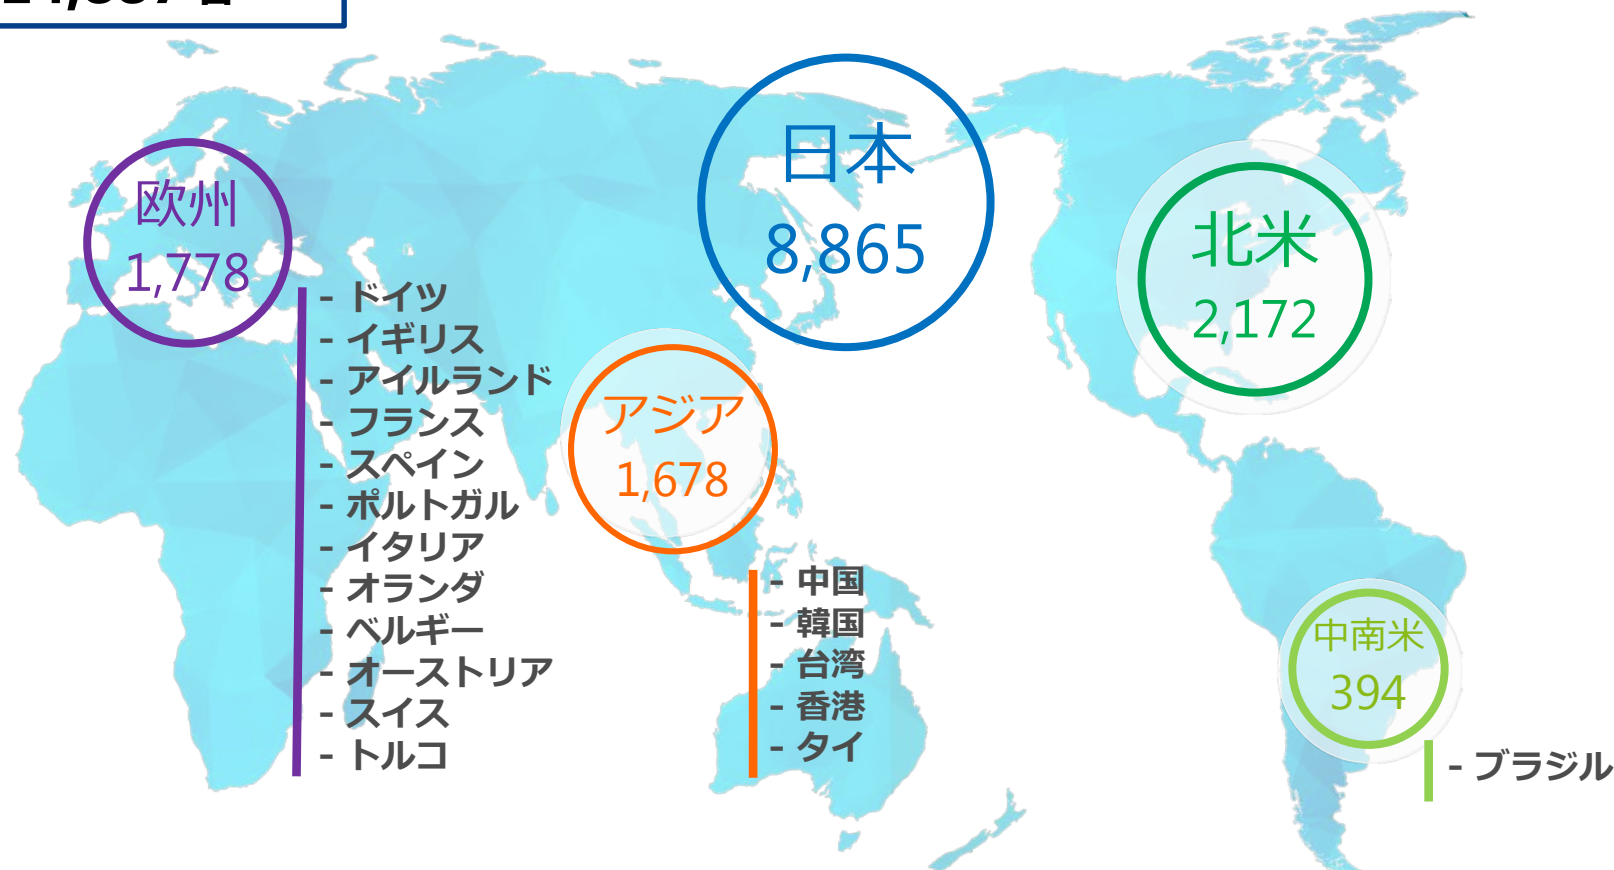 欧州
1,778
- ドイツ
- イギリス
- アイルランド
- フランス
- スペイン
- ポルトガル
- イタリア
- オランダ
- ベルギー
- オーストリア
- スイス
- トルコ
日本
8,865
アジア
1,678
- 中国
- 韓国
- 台湾
- 香港
- タイ
北米
2,172
中南米
394
- ブラジル